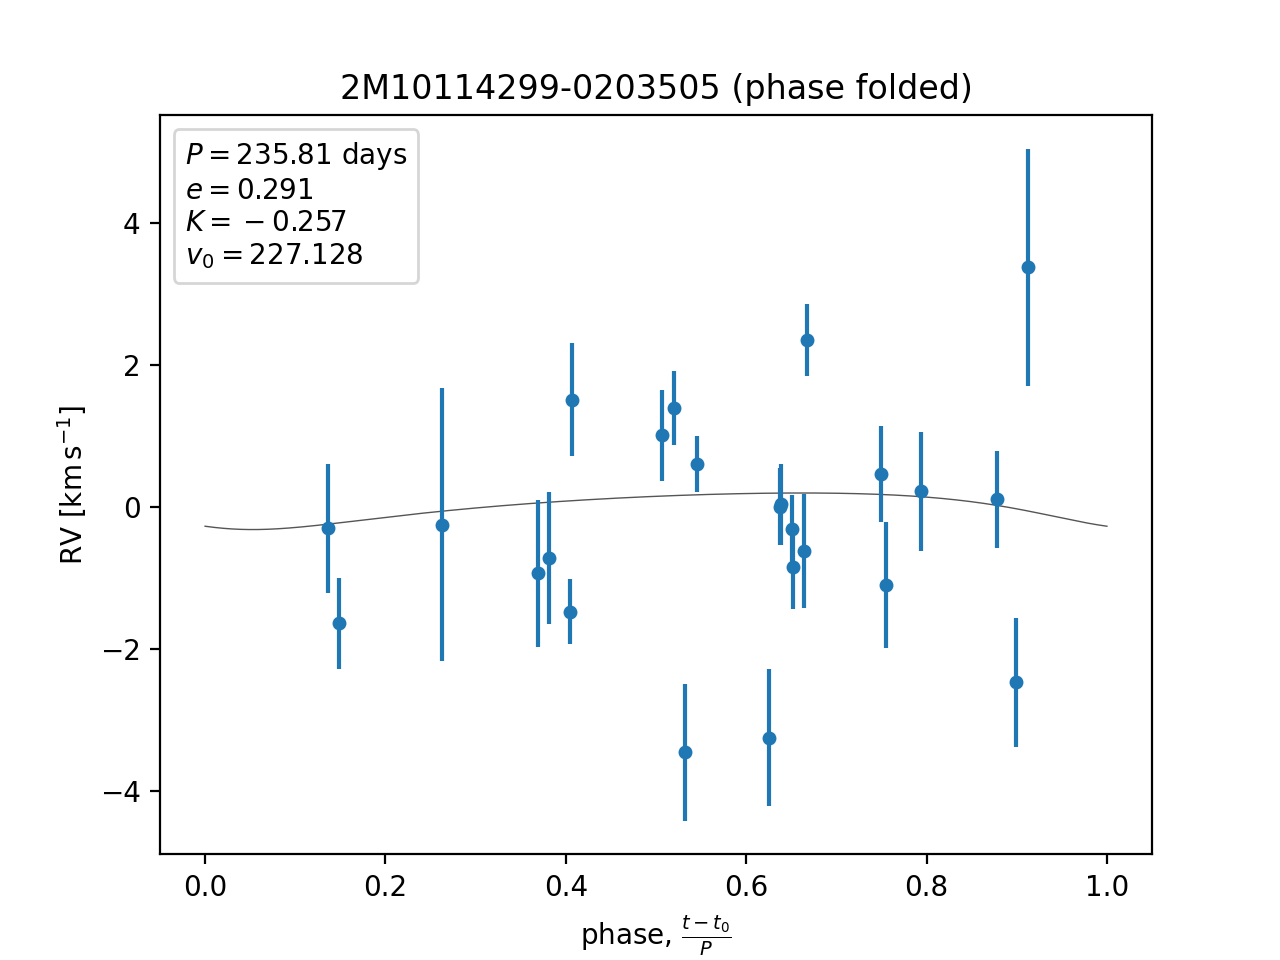 2M10114299-0203505 (phase folded)
P = 235.81 days
e = 0.291
K = −0.257
v₀ = 227.128
4
2
0
−2
−4
RV [km s⁻¹]
0.0 0.2 0.4 0.6 0.8 1.0
phase, (t − t₀)/P